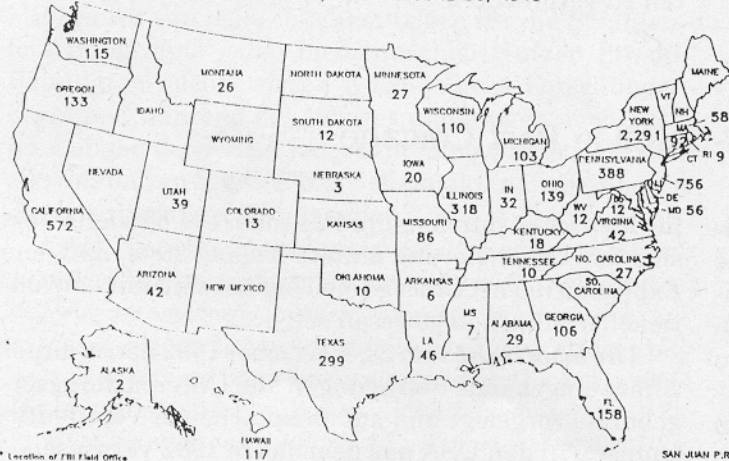 WASHINGTON
115
OREGON
133
CALIFORNIA
572
NEVADA
IDAHO
MONTANA
26
WYOMING
UTAH
39
COLORADO
13
ARIZONA
42
NEW MEXICO
NORTH DAKOTA
SOUTH DAKOTA
12
NEBRASKA
3
KANSAS
OKLAHOMA
10
TEXAS
299
MINNESOTA
27
IOWA
20
MISSOURI
86
ARKANSAS
6
LA
46
WISCONSIN
110
ILLINOIS
318
MICHIGAN
103
IN
32
OHIO
139
KENTUCKY
18
TENNESSEE
10
MS
7
ALABAMA
29
GEORGIA
106
FL
158
SO. CAROLINA
NO. CAROLINA
27
VIRGINIA
42
WV
12
PENNSYLVANIA
388
NEW YORK
2,291
VT
NH
MAINE
MA
92
58
CT
RI 9
NJ
756
DE
MD 56
12
ALASKA
2
HAWAII
117
Location of FBI Field Office
SAN JUAN P.R